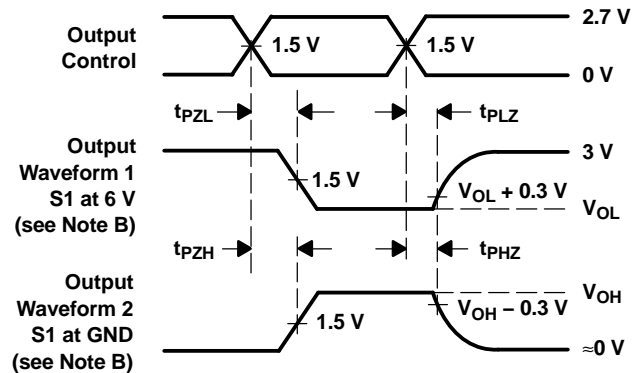 Output
Control
1.5 V
1.5 V
2.7 V
0 V
tPZL
tPLZ
Output
Waveform 1
S1 at 6 V
(see Note B)
1.5 V
3 V
VOL + 0.3 V
VOL
tPZH
tPHZ
Output
Waveform 2
S1 at GND
(see Note B)
1.5 V
VOH
VOH − 0.3 V
≈0 V